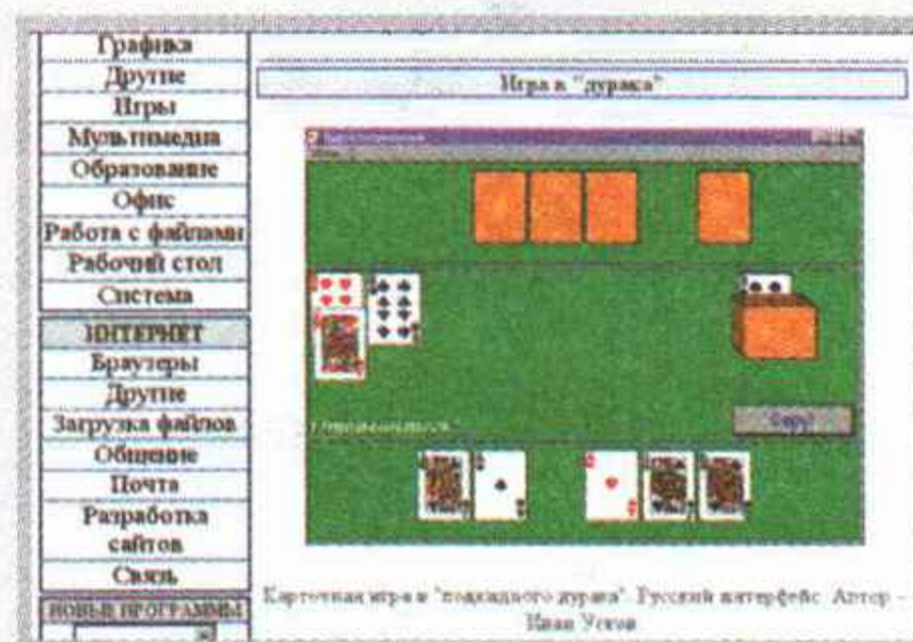 Графика
Другие
Игры
Мультимедиа
Образование
Офис
Работа с файлами
Рабочий стол
Система
ИНТЕРНЕТ
Браузеры
Другие
Загрузка файлов
Общение
Почта
Разработка
сайтов
Связь
НОВЫЕ ПРОГРАММЫ
Игра в "дурака"
Беру!
Карточная игра в "подкидного дурака". Русский интерфейс. Автор -
Иван Усков